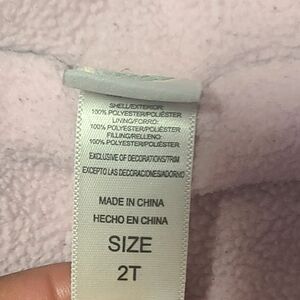 SHELL/EXTERIOR:
100% POLYESTER/POLIÉSTER
LINING/FORRO:
100% POLYESTER/POLIÉSTER
FILLING/RELLENO:
100% POLYESTER/POLIÉSTER
EXCLUSIVE OF DECORATIONS/TRIM
EXCEPTO LAS DECORACIONES/ADORNO
MADE IN CHINA
HECHO EN CHINA
SIZE
2T